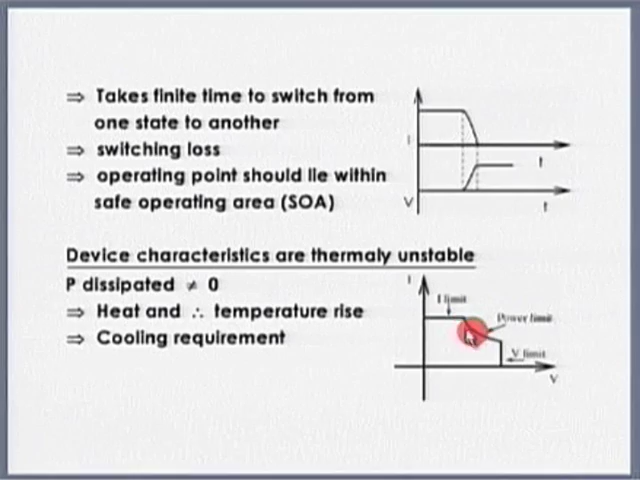 ⇒ Takes finite time to switch from
one state to another
⇒ switching loss
⇒ operating point should lie within
safe operating area (SOA)
I
t
V
t
Device characteristics are thermaly unstable
P dissipated ≠ 0
⇒ Heat and ∴ temperature rise
⇒ Cooling requirement
I
I limit
Power limit
V limit
V